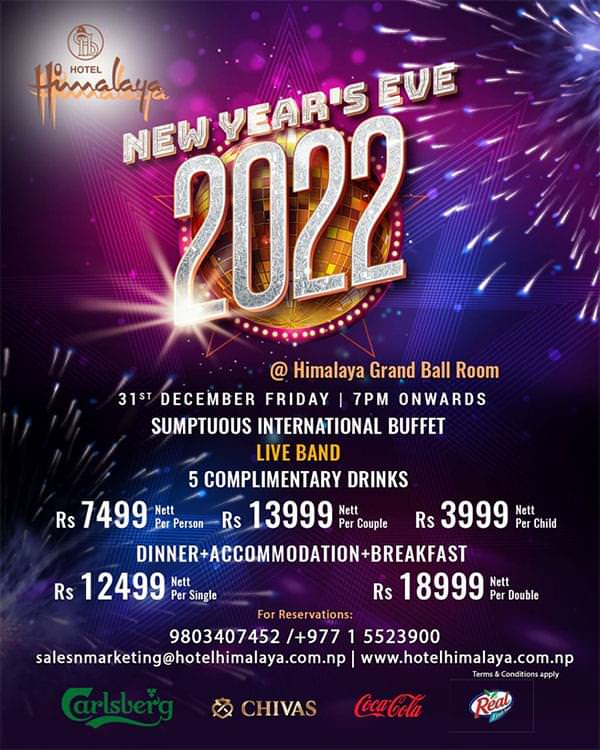 HOTEL
Himalaya
NEW YEAR'S EVE
2022
@ Himalaya Grand Ball Room
31ST DECEMBER FRIDAY | 7PM ONWARDS
SUMPTUOUS INTERNATIONAL BUFFET
LIVE BAND
5 COMPLIMENTARY DRINKS
Rs 7499 Nett Per Person Rs 13999 Nett Per Couple Rs 3999 Nett Per Child
DINNER+ACCOMMODATION+BREAKFAST
Rs 12499 Nett Per Single Rs 18999 Nett Per Double
For Reservations:
9803407452 /+977 1 5523900
salesnmarketing@hotelhimalaya.com.np | www.hotelhimalaya.com.np
Terms & Conditions apply
Carlsberg CHIVAS Coca-Cola Real